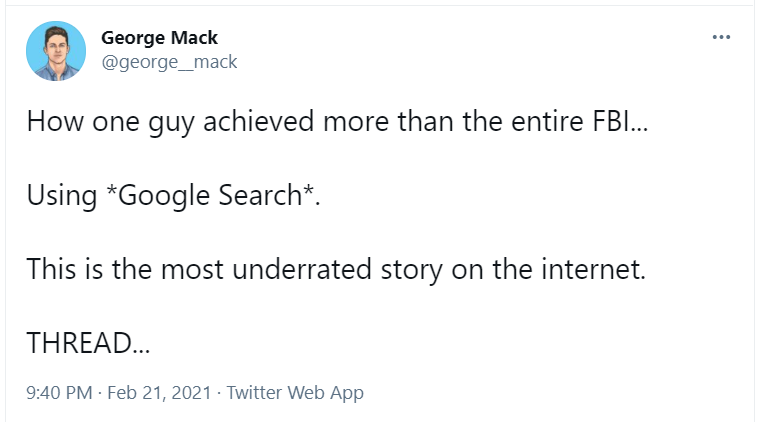 George Mack
@george__mack
How one guy achieved more than the entire FBI...
Using *Google Search*.
This is the most underrated story on the internet.
THREAD...
9:40 PM · Feb 21, 2021 · Twitter Web App